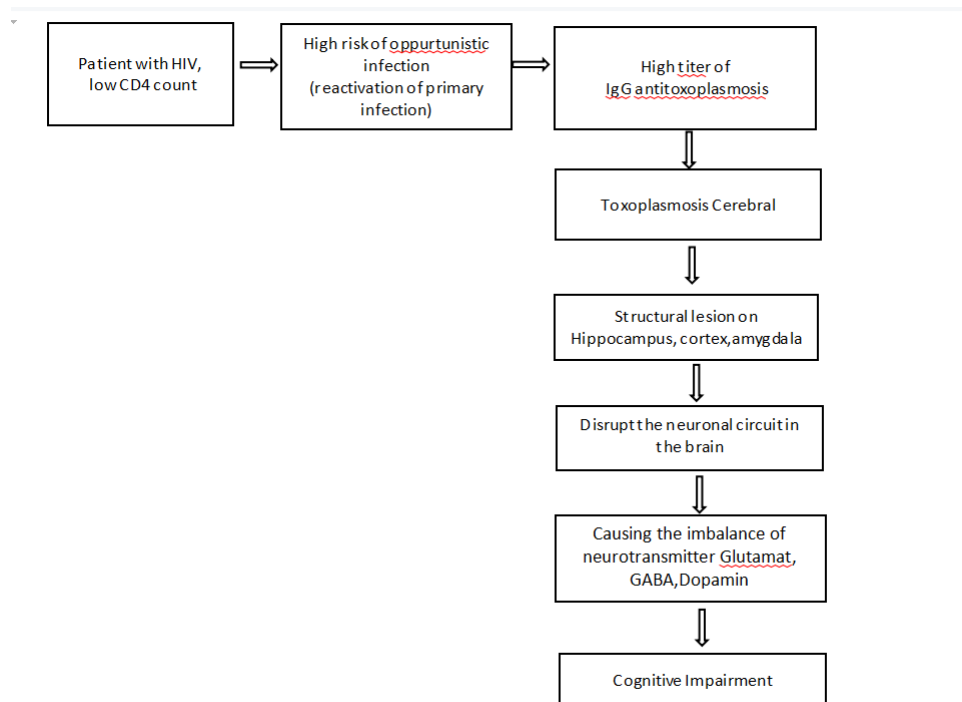 Patient with HIV,
low CD4 count
High risk of oppurtunistic
infection
(reactivation of primary
infection)
High titer of
IgG antitoxoplasmosis
Toxoplasmosis Cerebral
Structural lesion on
Hippocampus, cortex,amygdala
Disrupt the neuronal circuit in
the brain
Causing the imbalance of
neurotransmitter Glutamat,
GABA,Dopamin
Cognitive Impairment